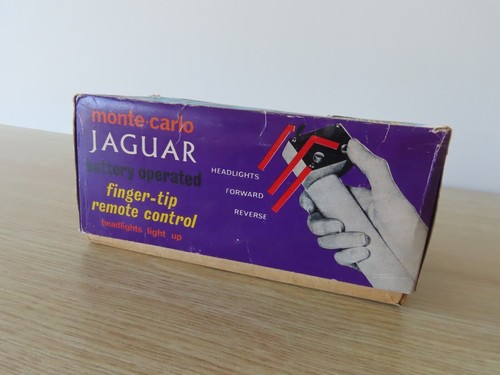 monte-carlo
JAGUAR
battery operated
finger-tip
remote control
headlights light up
HEADLIGHTS
FORWARD
REVERSE